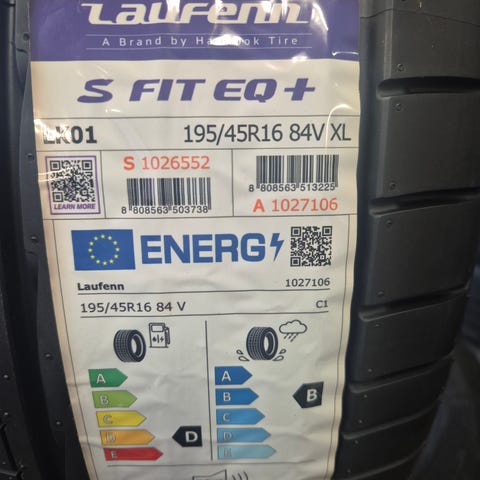 Laufenn
A Brand by Hankook Tire
S FIT EQ+
LK01 195/45R16 84V XL
S 1026552
8 808563 513225
LEARN MORE
8 808563 503738
A 1027106
ENERG
Laufenn 1027106
195/45R16 84 V C1
A A
B B B
C C
D D D
E E